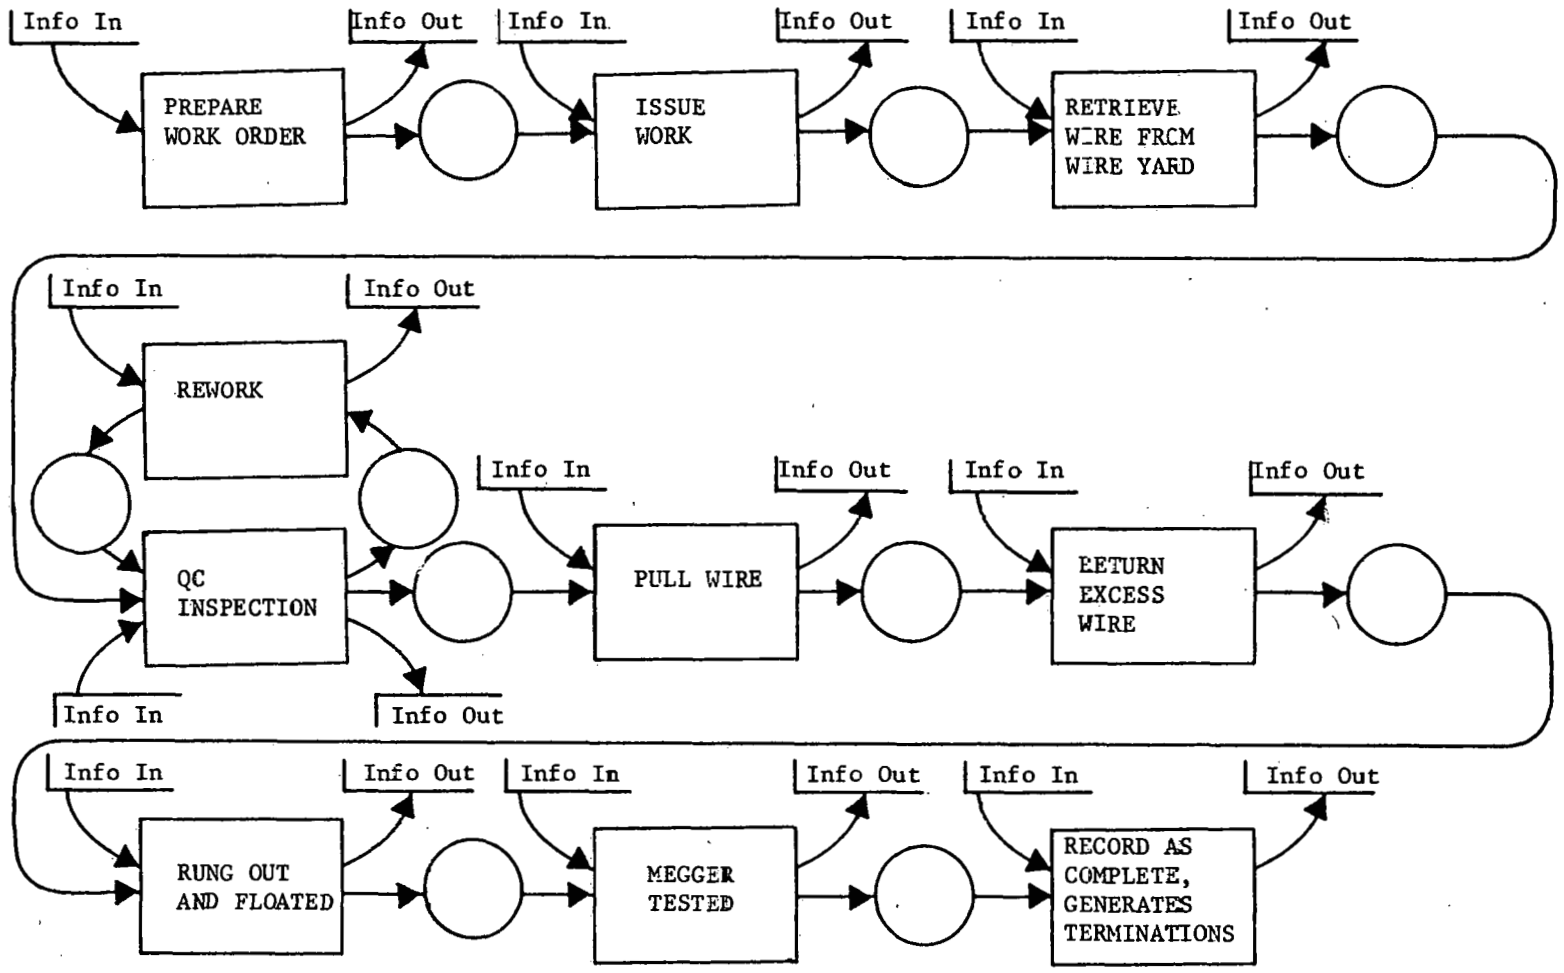 Info In
Info Out
Info In
Info Out
Info In
Info Out
PREPARE
WORK ORDER
ISSUE
WORK
RETRIEVE
WIRE FROM
WIRE YARD
Info In
Info Out
REWORK
Info In
Info Out
Info In
Info Out
QC
INSPECTION
PULL WIRE
RETURN
EXCESS
WIRE
Info In
Info Out
Info In
Info Out
Info In
Info Out
Info In
Info Out
RUNG OUT
AND FLOATED
MEGGER
TESTED
RECORD AS
COMPLETE,
GENERATES
TERMINATIONS